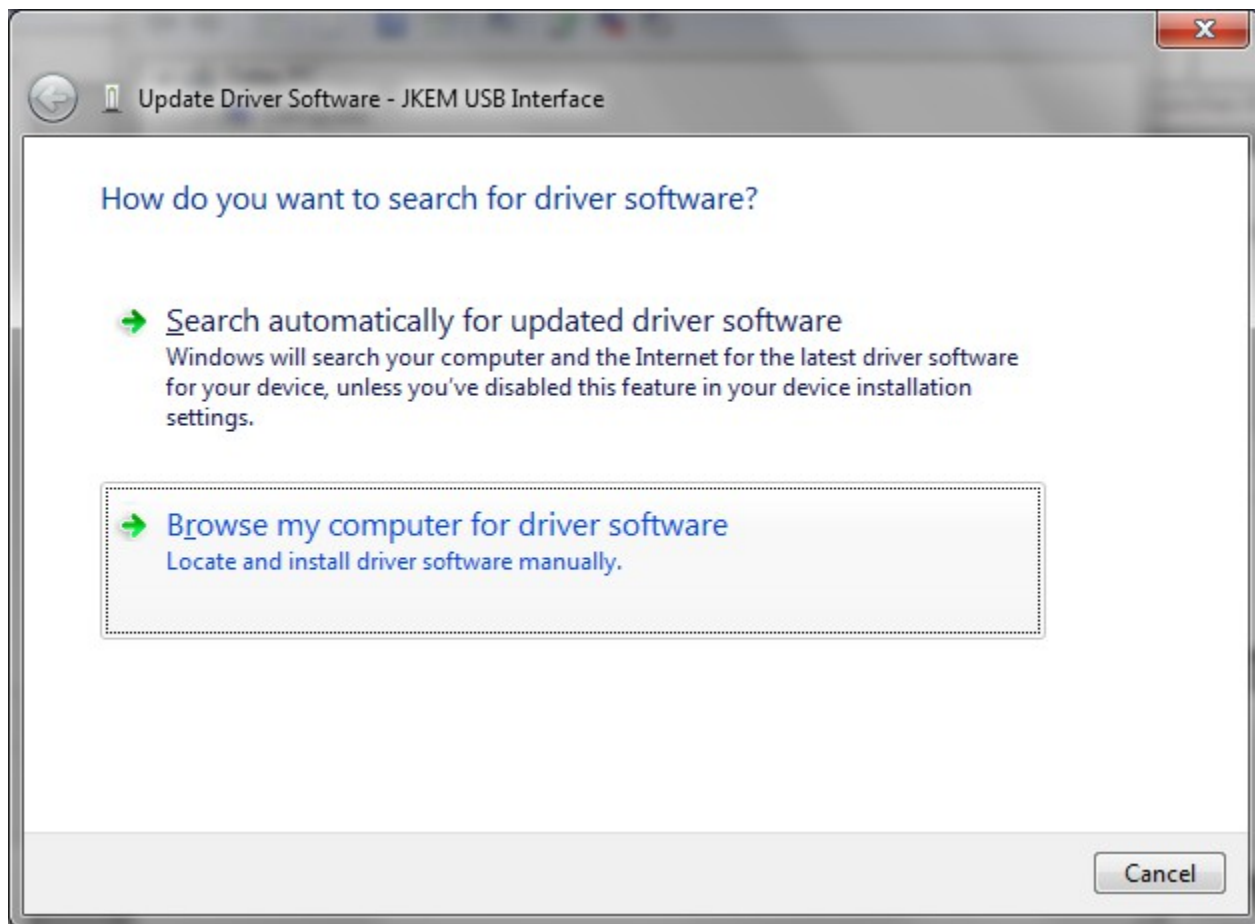 Update Driver Software - JKEM USB Interface
How do you want to search for driver software?
Search automatically for updated driver software
Windows will search your computer and the Internet for the latest driver software
for your device, unless you've disabled this feature in your device installation
settings.
Browse my computer for driver software
Locate and install driver software manually.
Cancel